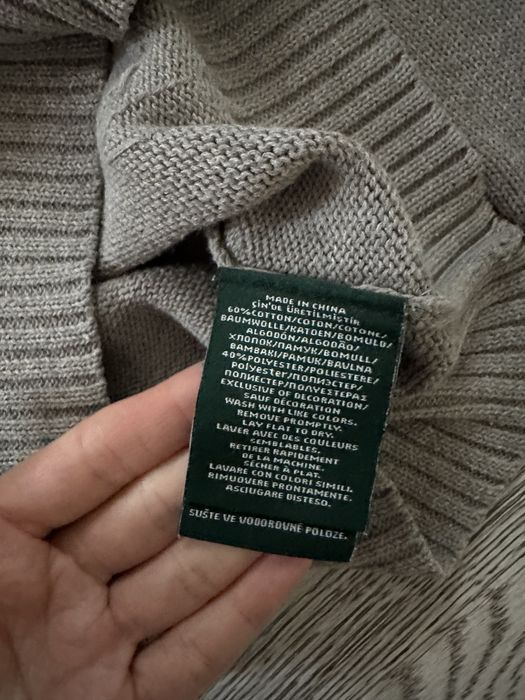 MADE IN CHINA
ÇİN'DE ÜRETİLMİŞTİR
60%COTTON/COTON/COTONE/
BAUMWOLLE/KATOEN/BOMULD/
ALGODÓN/ALGODÃO/
ХЛОПОК/ПАМУК/BOMULL/
BAMBAKI/PAMUK/BAVLNA
40%POLYESTER/POLIESTERE/
Polyester/ПОЛИЭСТЕР/
ПОЛИЕСТЕР/ΠΟΛΥΕΣΤΕΡΑΣ
EXCLUSIVE OF DECORATION/
SAUF DÉCORATION
WASH WITH LIKE COLORS.
REMOVE PROMPTLY.
LAY FLAT TO DRY.
LAVER AVEC DES COULEURS
SEMBLABLES.
RETIRER RAPIDEMENT
DE LA MACHINE.
SÉCHER À PLAT.
LAVARE CON COLORI SIMILI.
RIMUOVERE PRONTAMENTE.
ASCIUGARE DISTESO.
SUŠTE VE VODOROVNÉ POLOZE.